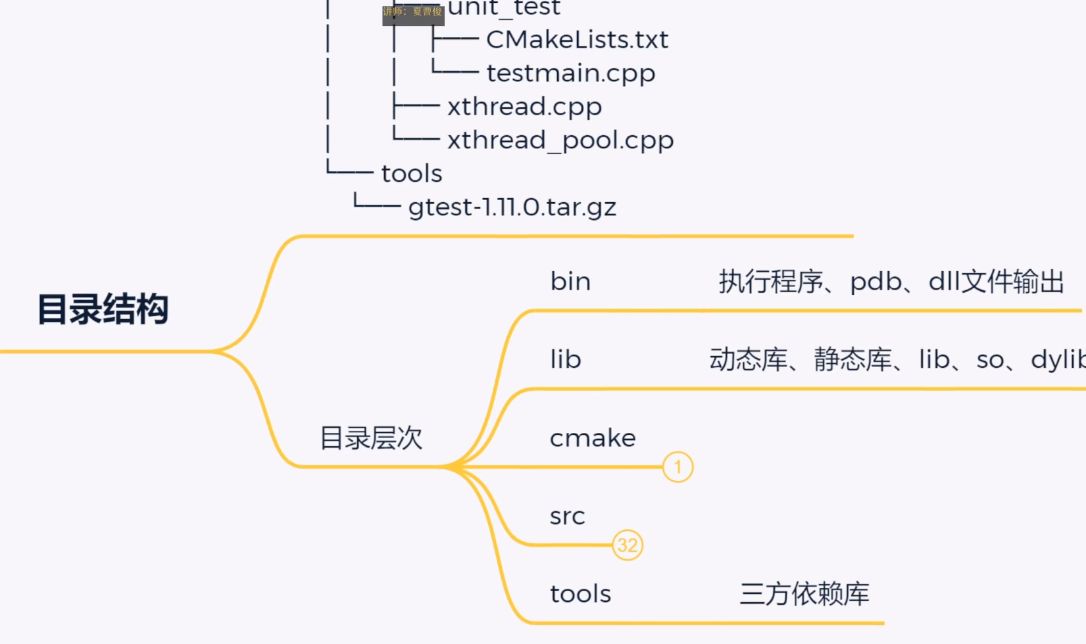 unit_test
讲师：夏曹俊
CMakeLists.txt
testmain.cpp
xthread.cpp
xthread_pool.cpp
tools
gtest-1.11.0.tar.gz
目录结构
bin 执行程序、pdb、dll文件输出
lib 动态库、静态库、lib、so、dylib
目录层次
cmake
1
src
32
tools 三方依赖库